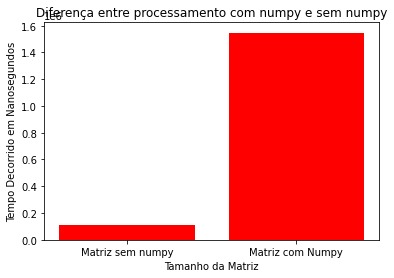 Diferença entre processamento com numpy e sem numpy
1e6
1.6
1.4
1.2
1.0
0.8
0.6
0.4
0.2
0.0
Tempo Decorrido em Nanosegundos
Matriz sem numpy
Matriz com Numpy
Tamanho da Matriz